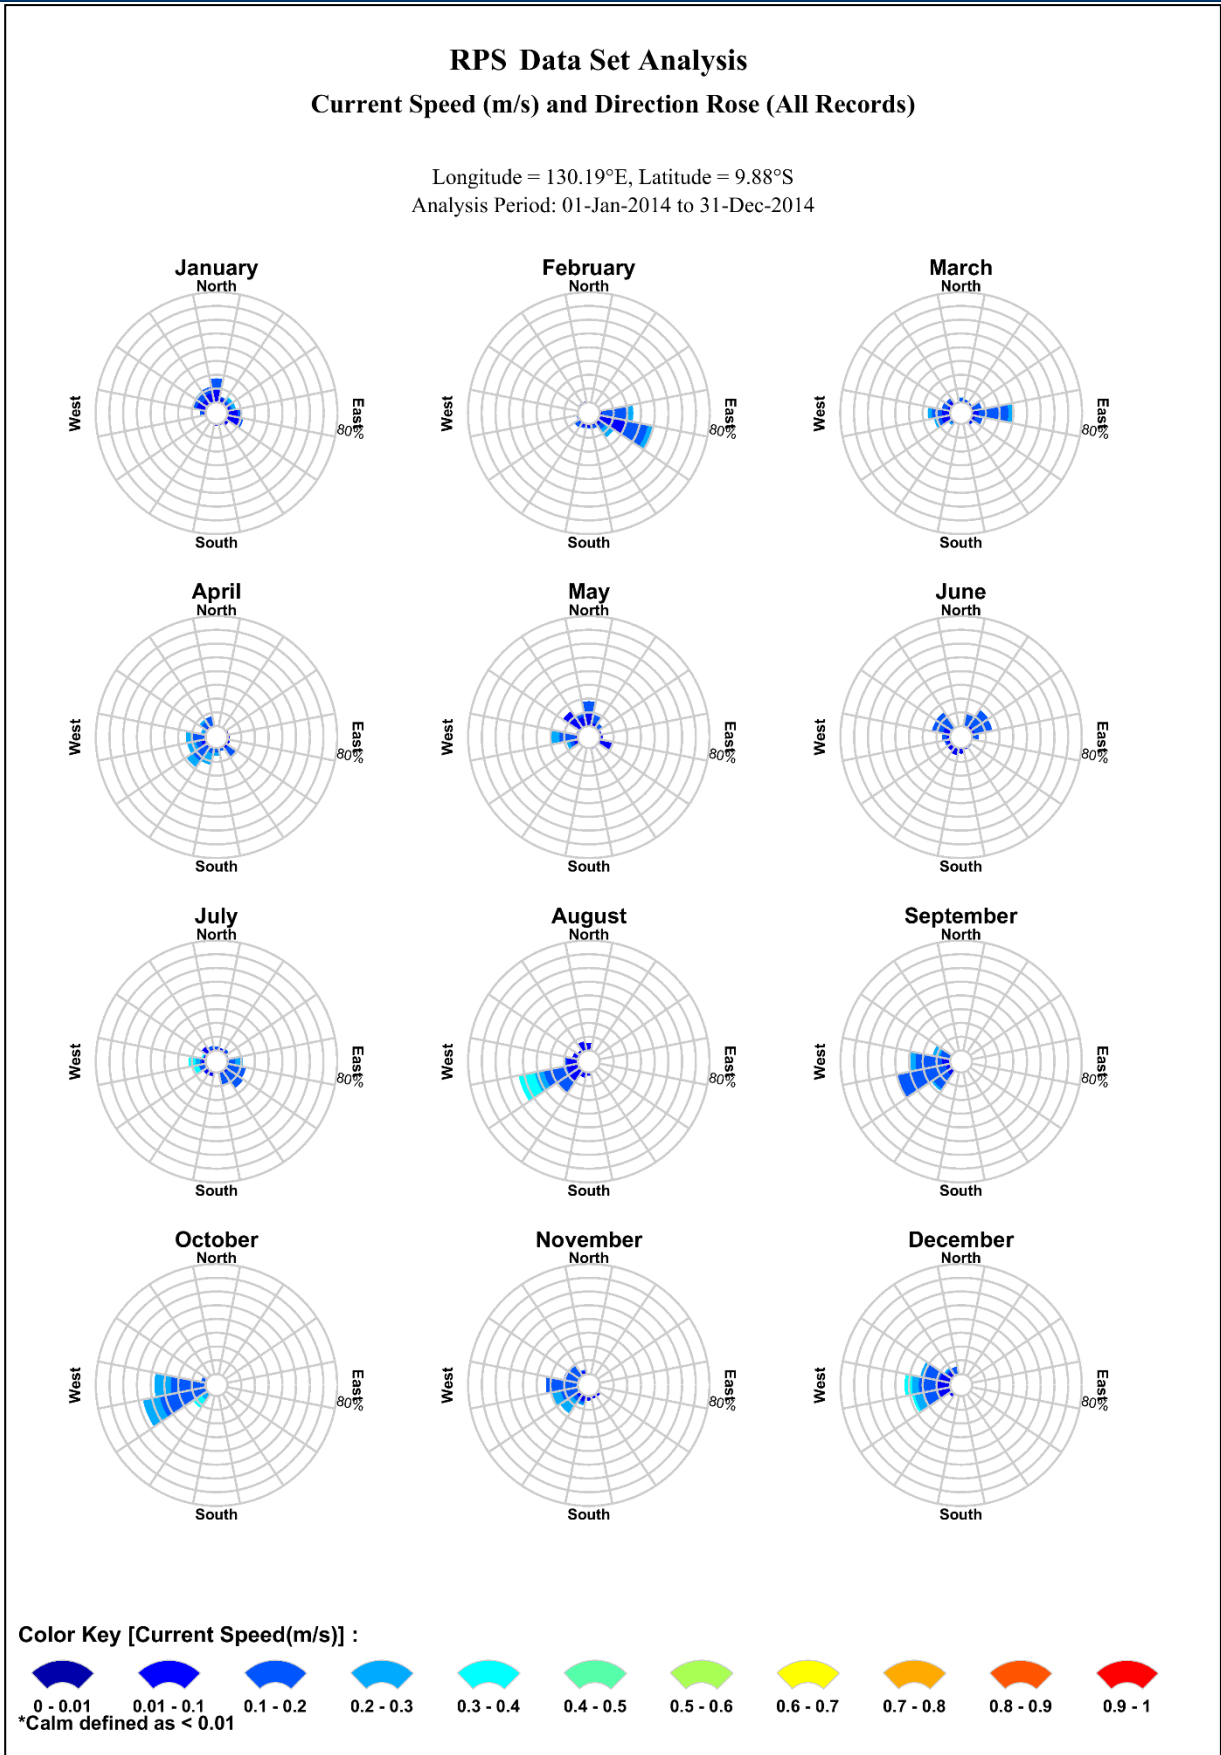 RPS Data Set Analysis
Current Speed (m/s) and Direction Rose (All Records)
Longitude = 130.19°E, Latitude = 9.88°S
Analysis Period: 01-Jan-2014 to 31-Dec-2014
January
North
West
East
80%
South
February
North
West
East
80%
South
March
North
West
East
80%
South
April
North
West
East
80%
South
May
North
West
East
80%
South
June
North
West
East
80%
South
July
North
West
East
80%
South
August
North
West
East
80%
South
September
North
West
East
80%
South
October
North
West
East
80%
South
November
North
West
East
80%
South
December
North
West
East
80%
South
Color Key [Current Speed(m/s)] :
0 - 0.01 0.01 - 0.1 0.1 - 0.2 0.2 - 0.3 0.3 - 0.4 0.4 - 0.5 0.5 - 0.6 0.6 - 0.7 0.7 - 0.8 0.8 - 0.9 0.9 - 1
*Calm defined as < 0.01